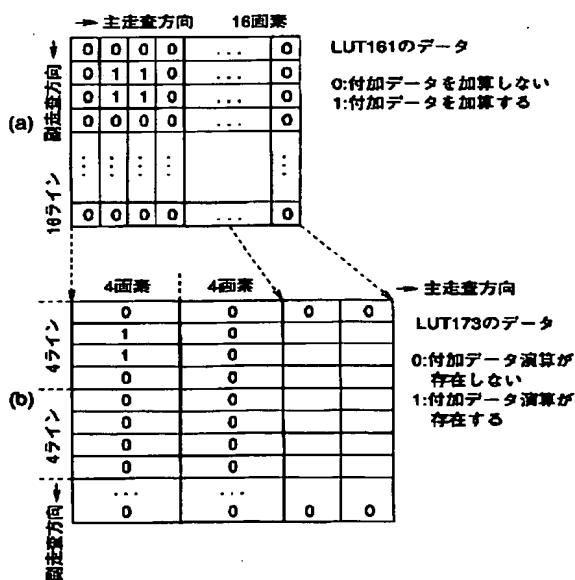 → 主走査方向 16画素
LUT161のデータ
0:付加データを加算しない
1:付加データを加算する
副走査方向→
16ライン
(a)
0 0 0 0 ... 0
0 1 1 0 ... 0
0 1 1 0 ... 0
0 0 0 0 ... 0
... ... ... ... ...
0 0 0 0 ... 0
4画素 4画素
→ 主走査方向
LUT173のデータ
0:付加データ演算が
存在しない
1:付加データ演算が
存在する
(b)
4ライン
4ライン
副走査方向
0 0 0 0
1 0
1 0
0 0
0 0
0 0
0 0
0 0
... ...
0 0 0 0